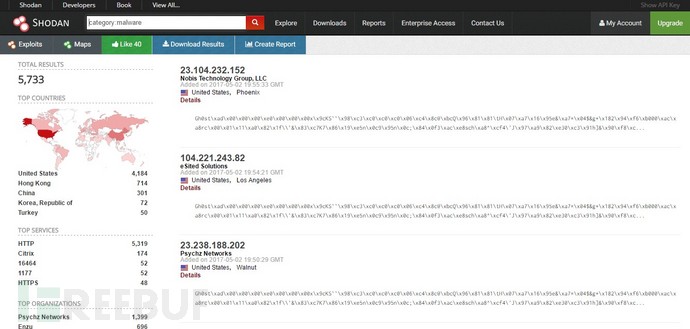 Shodan Developers Book View All... Show API Key
SHODAN category:malware Explore Downloads Reports Enterprise Access Contact Us My Account Upgrade
Exploits Maps Like 40 Download Results Create Report
TOTAL RESULTS
5,733
TOP COUNTRIES
United States 4,184
Hong Kong 714
China 301
Korea, Republic of 72
Turkey 50
TOP SERVICES
HTTP 5,319
Citrix 174
16464 52
1177 52
HTTPS 48
TOP ORGANIZATIONS
Psychz Networks 1,399
Enzu 696
23.104.232.152
Nobis Technology Group, LLC
Added on 2017-05-02 19:55:33 GMT
United States, Phoenix
Details
104.221.243.82
eSited Solutions
Added on 2017-05-02 19:54:21 GMT
United States, Los Angeles
Details
23.238.188.202
Psychz Networks
Added on 2017-05-02 19:50:29 GMT
United States, Walnut
Details
REEBUF